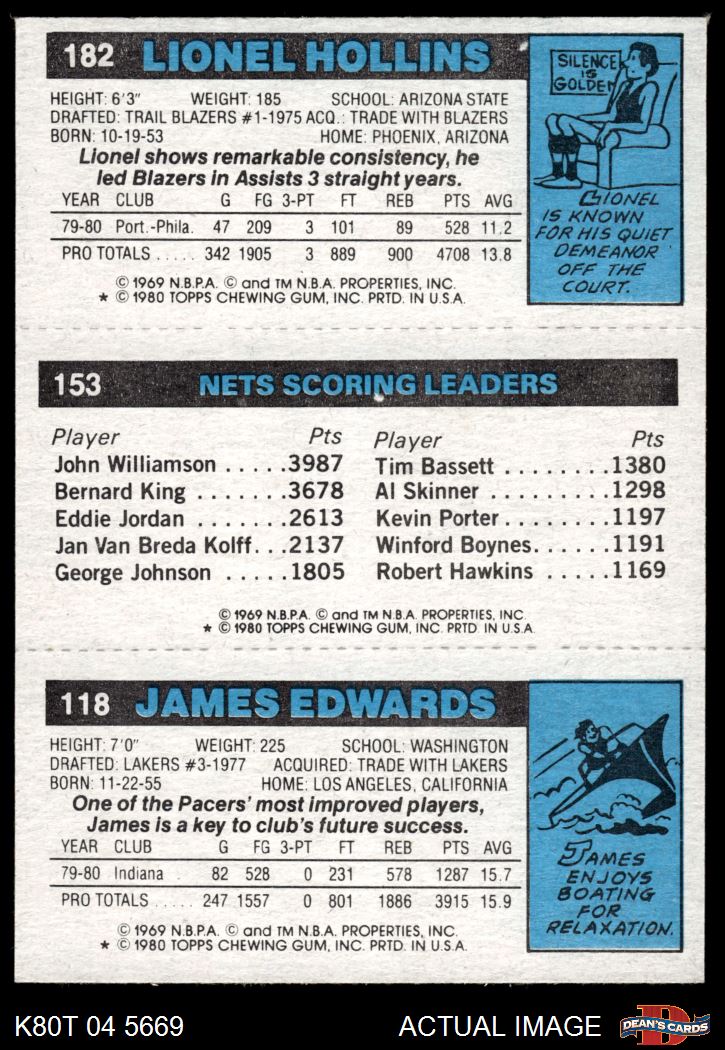 182 LIONEL HOLLINS
HEIGHT: 6'3" WEIGHT: 185 SCHOOL: ARIZONA STATE
DRAFTED: TRAIL BLAZERS #1-1975 ACQ.: TRADE WITH BLAZERS
BORN: 10-19-53 HOME: PHOENIX, ARIZONA
Lionel shows remarkable consistency, he
led Blazers in Assists 3 straight years.
YEAR CLUB G FG 3-PT FT REB PTS AVG
79-80 Port.-Phila. 47 209 3 101 89 528 11.2
PRO TOTALS ..... 342 1905 3 889 900 4708 13.8
© 1969 N.B.P.A. © and TM N.B.A. PROPERTIES, INC.
* © 1980 TOPPS CHEWING GUM, INC. PRTD. IN U.S.A.
SILENCE
IS
GOLDEN
LIONEL
IS KNOWN
FOR HIS QUIET
DEMEANOR
OFF THE
COURT.
153 NETS SCORING LEADERS
Player Pts Player Pts
John Williamson .....3987 Tim Bassett ........1380
Bernard King .......3678 Al Skinner ........1298
Eddie Jordan .......2613 Kevin Porter........1197
Jan Van Breda Kolff...2137 Winford Boynes......1191
George Johnson .....1805 Robert Hawkins .....1169
© 1969 N.B.P.A. © and TM N.B.A. PROPERTIES, INC.
* © 1980 TOPPS CHEWING GUM, INC. PRTD. IN U.S.A.
118 JAMES EDWARDS
HEIGHT: 7'0" WEIGHT: 225 SCHOOL: WASHINGTON
DRAFTED: LAKERS #3-1977 ACQUIRED: TRADE WITH LAKERS
BORN: 11-22-55 HOME: LOS ANGELES, CALIFORNIA
One of the Pacers' most improved players,
James is a key to club's future success.
YEAR CLUB G FG 3-PT FT REB PTS AVG
79-80 Indiana . 82 528 0 231 578 1287 15.7
PRO TOTALS ..... 247 1557 0 801 1886 3915 15.9
© 1969 N.B.P.A. © and TM N.B.A. PROPERTIES, INC.
* © 1980 TOPPS CHEWING GUM, INC. PRTD. IN U.S.A.
JAMES
ENJOYS
BOATING
FOR
RELAXATION.
K80T 04 5669 ACTUAL IMAGE D DEAN'S CARDS